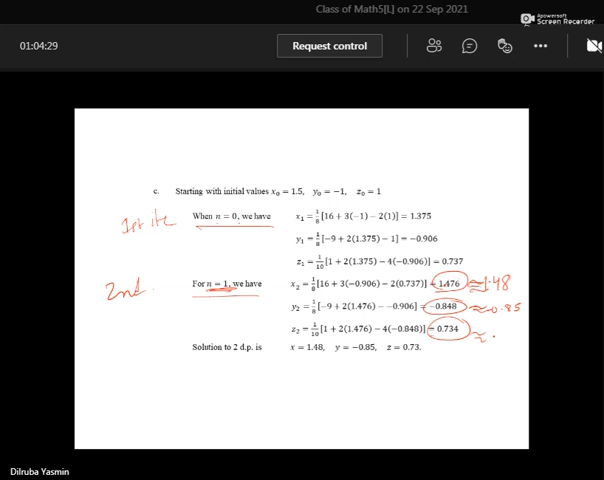 Class of Math5[L] on 22 Sep 2021
Apowersoft
Screen Recorder
01:04:29
Request control
c. Starting with initial values x₀ = 1.5, y₀ = −1, z₀ = 1
1st ite When n = 0, we have x₁ = 1/8 [16 + 3(−1) − 2(1)] = 1.375
y₁ = 1/8 [−9 + 2(1.375) − 1] = −0.906
z₁ = 1/10 [1 + 2(1.375) − 4(−0.906)] = 0.737
2nd For n = 1, we have x₂ = 1/8 [16 + 3(−0.906) − 2(0.737)] = 1.476 ≈ 1.48
y₂ = 1/8 [−9 + 2(1.476) − −0.906] = −0.848 ≈ -0.85
z₂ = 1/10 [1 + 2(1.476) − 4(−0.848)] = 0.734 ≈
Solution to 2 d.p. is x = 1.48, y = −0.85, z = 0.73.
Dilruba Yasmin